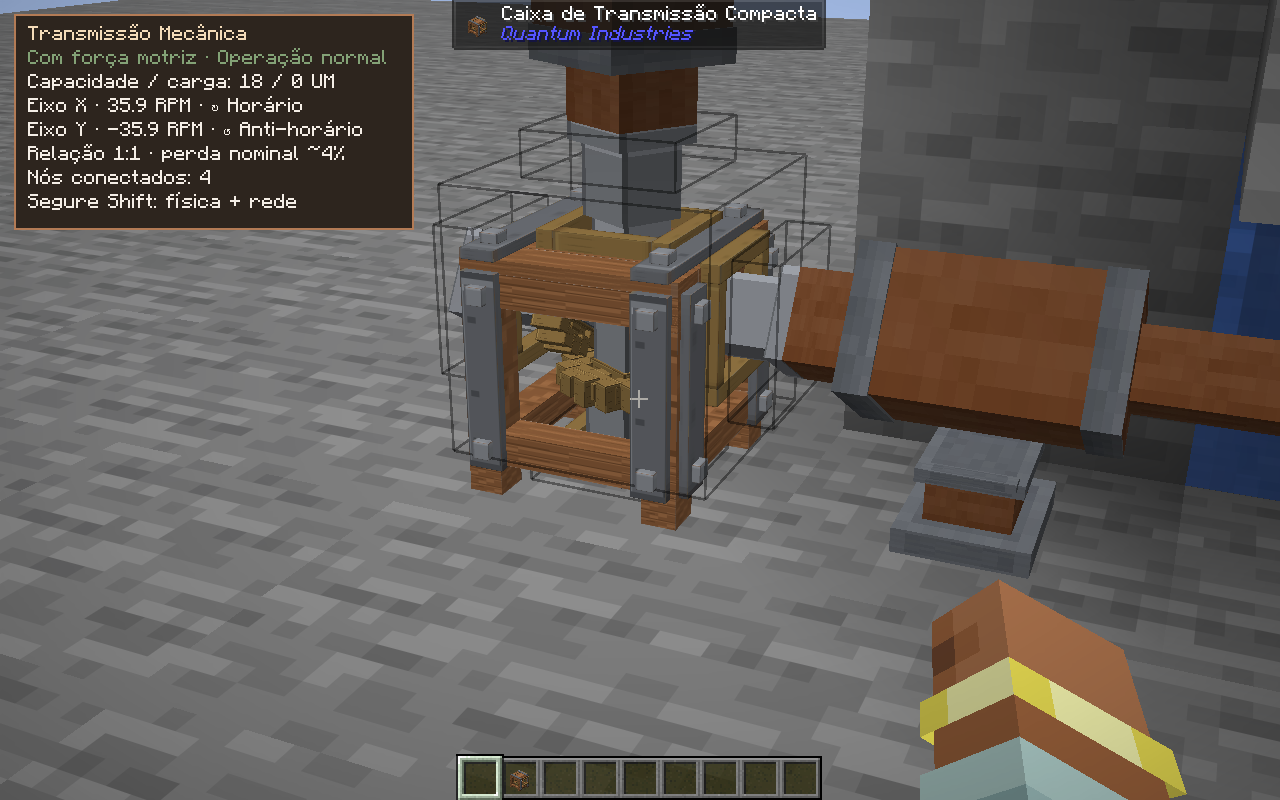 Transmissão Mecânica
Com força motriz · Operação normal
Capacidade / carga: 18 / 0 UM
Eixo X · 35.9 RPM · ↻ Horário
Eixo Y · -35.9 RPM · ↺ Anti-horário
Relação 1:1 · perda nominal ~4%
Nós conectados: 4
Segure Shift: física + rede
Caixa de Transmissão Compacta
Quantum Industries